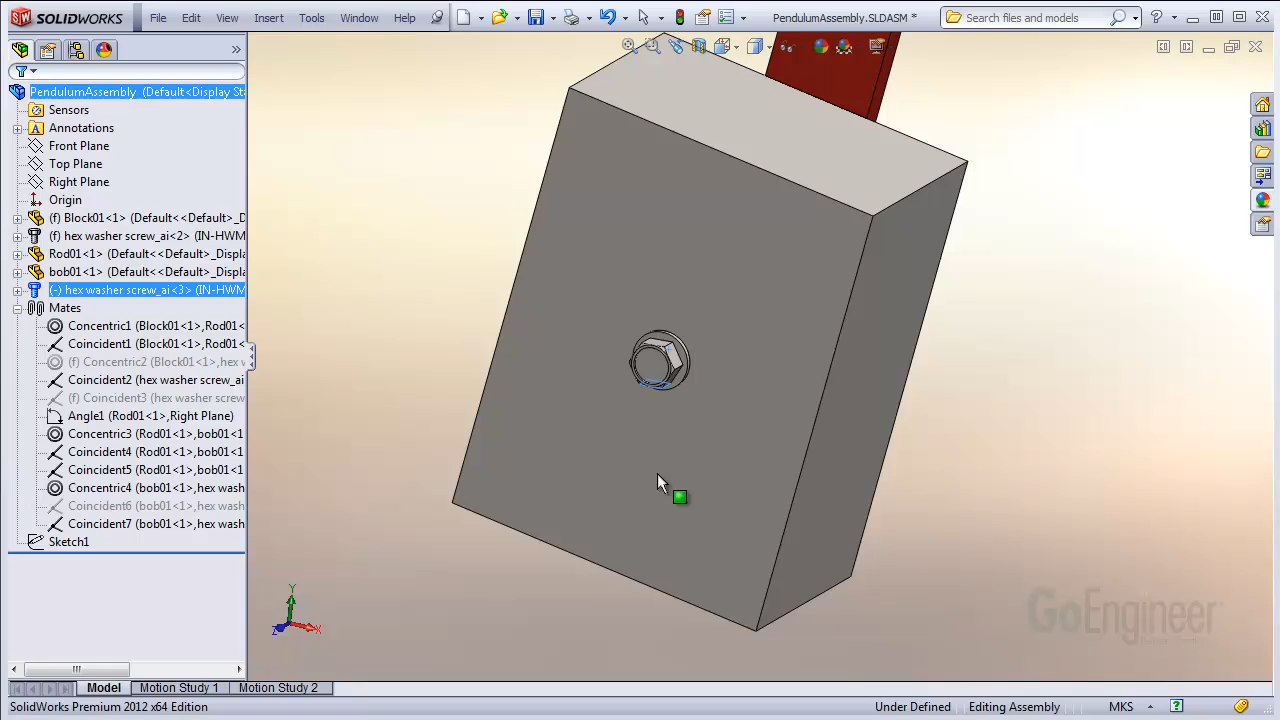 SOLIDWORKS File Edit View Insert Tools Window Help PendulumAssembly.SLDASM * Search files and models
PendulumAssembly (Default<Display Sta
Sensors
Annotations
Front Plane
Top Plane
Right Plane
Origin
(f) Block01<1> (Default<<Default>_D
(f) hex washer screw_ai<2> (IN-HWM
Rod01<1> (Default<<Default>_Displa
bob01<1> (Default<<Default>_Displa
(-) hex washer screw_ai<3> (IN-HWM
Mates
Concentric1 (Block01<1>,Rod01<
Coincident1 (Block01<1>,Rod01<
(f) Concentric2 (Block01<1>,hex w
Coincident2 (hex washer screw_ai
(f) Coincident3 (hex washer screw
Angle1 (Rod01<1>,Right Plane)
Concentric3 (Rod01<1>,bob01<1
Coincident4 (Rod01<1>,bob01<1
Coincident5 (Rod01<1>,bob01<1
Concentric4 (bob01<1>,hex wash
Coincident6 (bob01<1>,hex wash
Coincident7 (bob01<1>,hex wash
Sketch1
Y
Z X
GoEngineer
Model Motion Study 1 Motion Study 2
SolidWorks Premium 2012 x64 Edition Under Defined Editing Assembly MKS